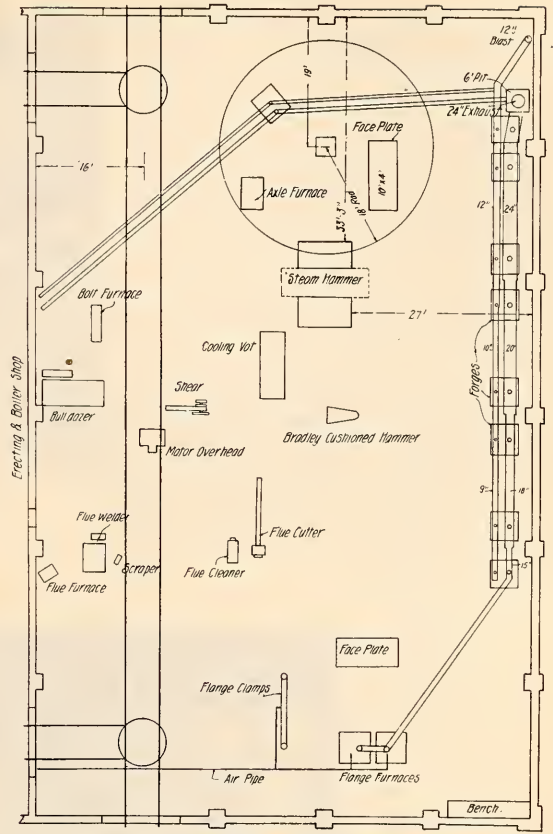 12"
Blast
6' Pit
24" Exhaust
19'
Face Plate
10' x 4'
16'
Axle Furnace
18' Rad.
33'-3"
12"
24"
Steam Hammer
Bolt Furnace
27'
Cooling Vat
10"
20"
Forges
Shear
Bulldozer
Bradley Cushioned Hammer
Erecting & Boiler Shop
Motor Overhead
9"
18"
Flue Welder
Flue Cutter
Scraper
Flue Cleaner
Flue Furnace
15"
Face Plate
Flange Clamps
Air Pipe
Flange Furnaces
Bench.